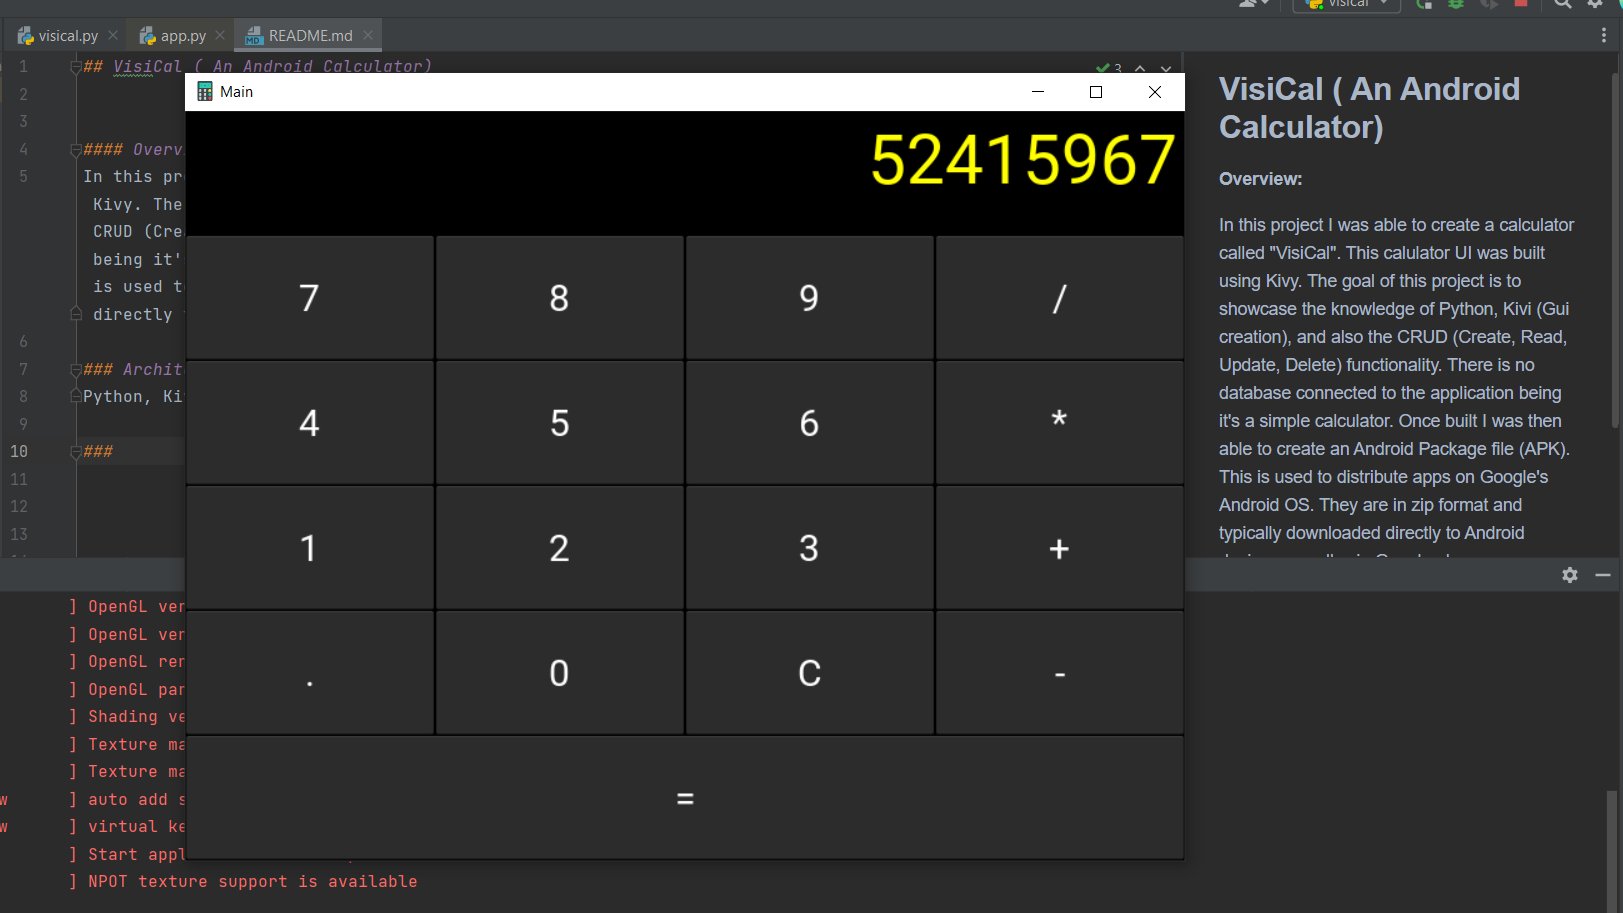 visical
visical.py
app.py
README.md
1 ## VisiCal ( An Android Calculator)
3
2
3
4 #### Overv
5 In this pr
Kivy. The
CRUD (Cre
being it'
is used t
directly
6
7 ### Archit
8 Python, Ki
9
10 ###
11
12
13
Main
52415967
7 8 9 /
4 5 6 *
1 2 3 +
. 0 C -
=
VisiCal ( An Android
Calculator)
Overview:
In this project I was able to create a calculator
called "VisiCal". This calulator UI was built
using Kivy. The goal of this project is to
showcase the knowledge of Python, Kivi (Gui
creation), and also the CRUD (Create, Read,
Update, Delete) functionality. There is no
database connected to the application being
it's a simple calculator. Once built I was then
able to create an Android Package file (APK).
This is used to distribute apps on Google's
Android OS. They are in zip format and
typically downloaded directly to Android
] OpenGL ver
] OpenGL ver
] OpenGL ren
] OpenGL par
] Shading ve
] Texture ma
] Texture ma
w ] auto add s
w ] virtual ke
] Start appl
] NPOT texture support is available